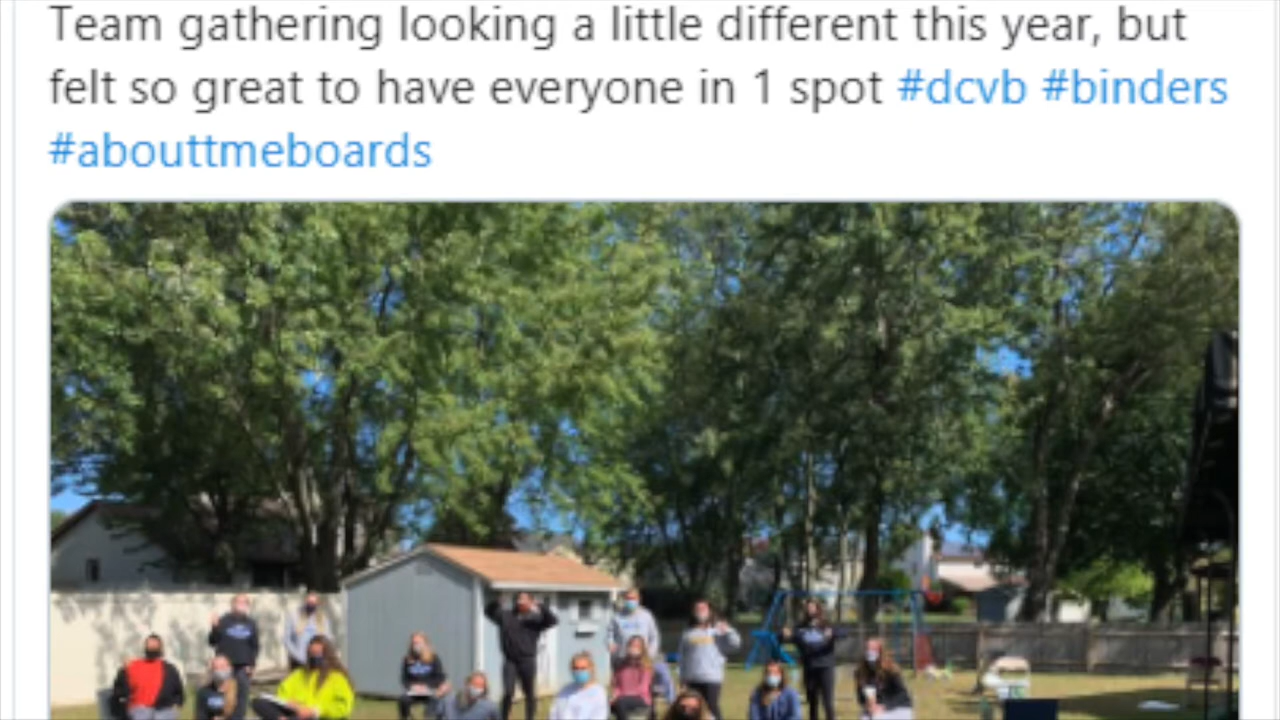 Team gathering looking a little different this year, but
felt so great to have everyone in 1 spot #dcvb #binders
#abouttmeboards